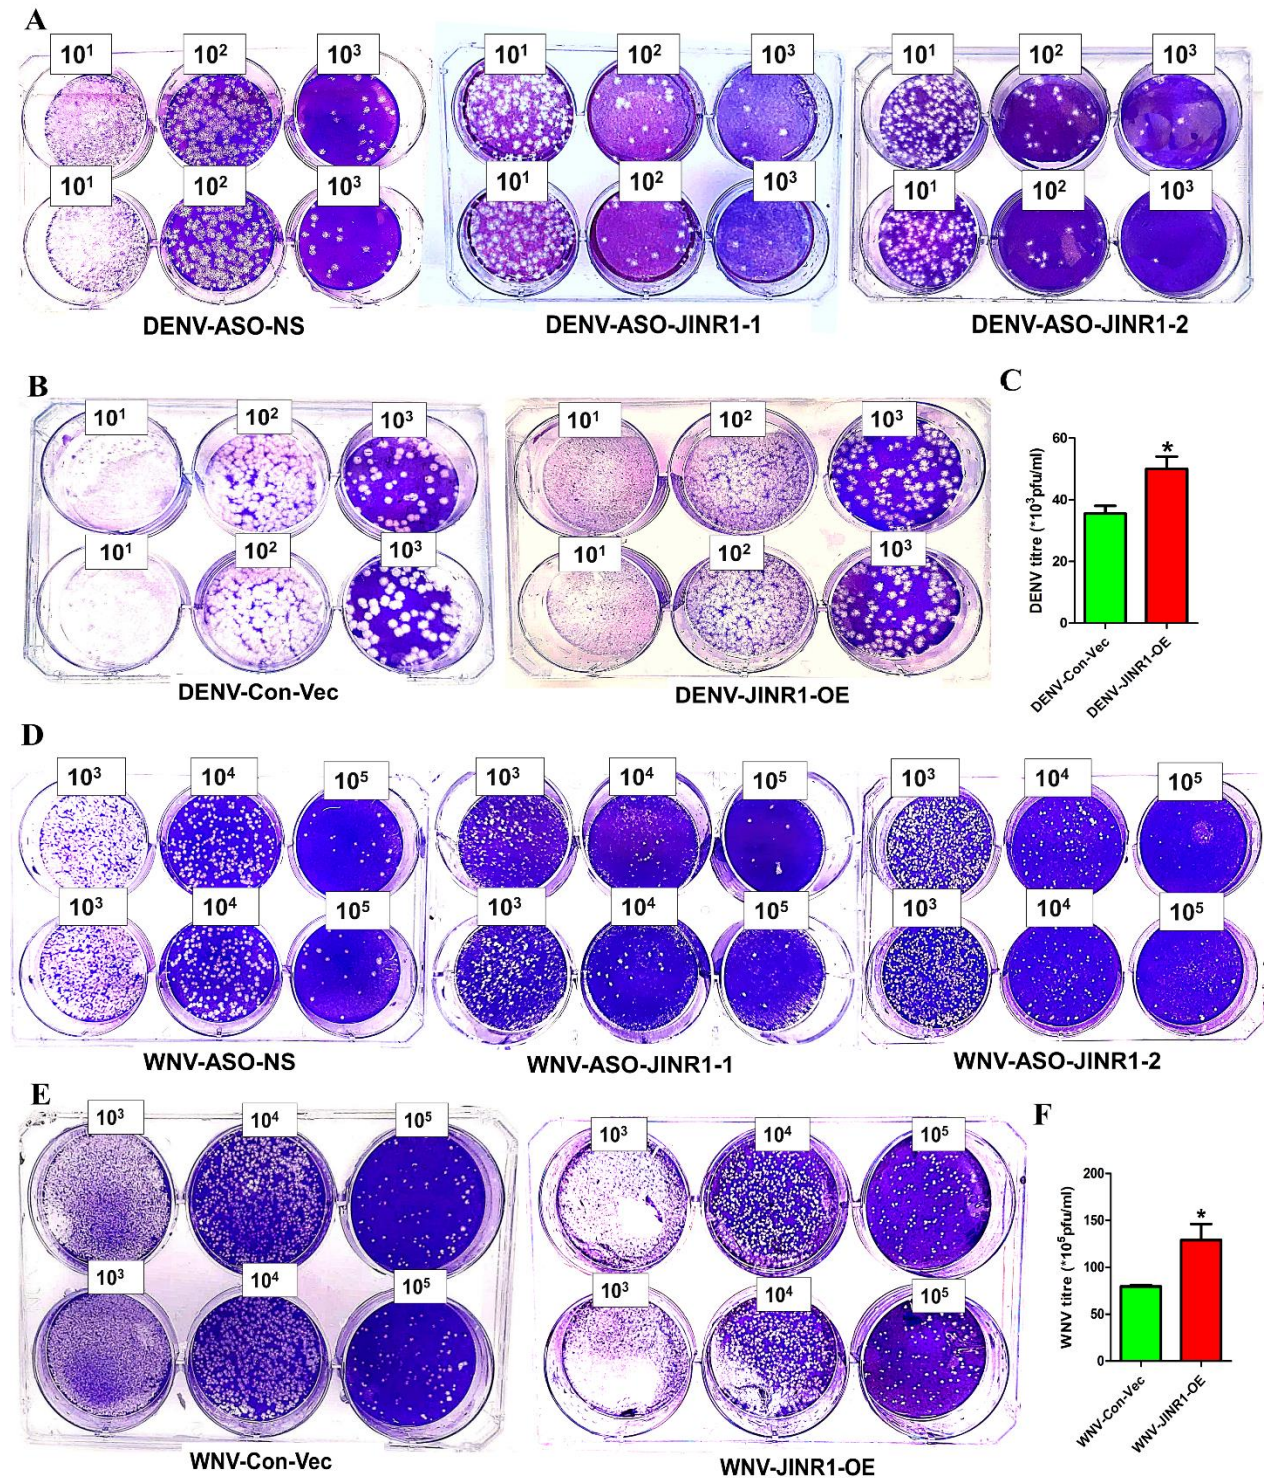 A
10¹ 10² 10³ 10¹ 10² 10³ 10¹ 10² 10³
10¹ 10² 10³ 10¹ 10² 10³ 10¹ 10² 10³
DENV-ASO-NS DENV-ASO-JINR1-1 DENV-ASO-JINR1-2
B
10¹ 10² 10³ 10¹ 10² 10³
10¹ 10² 10³ 10¹ 10² 10³
DENV-Con-Vec DENV-JINR1-OE
C
DENV titre (*10³pfu/ml)
60
40
20
0
*
DENV-Con-Vec
DENV-JINR1-OE
D
10³ 10⁴ 10⁵ 10³ 10⁴ 10⁵ 10³ 10⁴ 10⁵
10³ 10⁴ 10⁵ 10³ 10⁴ 10⁵ 10³ 10⁴ 10⁵
WNV-ASO-NS WNV-ASO-JINR1-1 WNV-ASO-JINR1-2
E
10³ 10⁴ 10⁵ 10³ 10⁴ 10⁵
10³ 10⁴ 10⁵ 10³ 10⁴ 10⁵
WNV-Con-Vec WNV-JINR1-OE
F
WNV titre (*10⁵pfu/ml)
200
150
100
50
0
*
WNV-Con-Vec
WNV-JINR1-OE